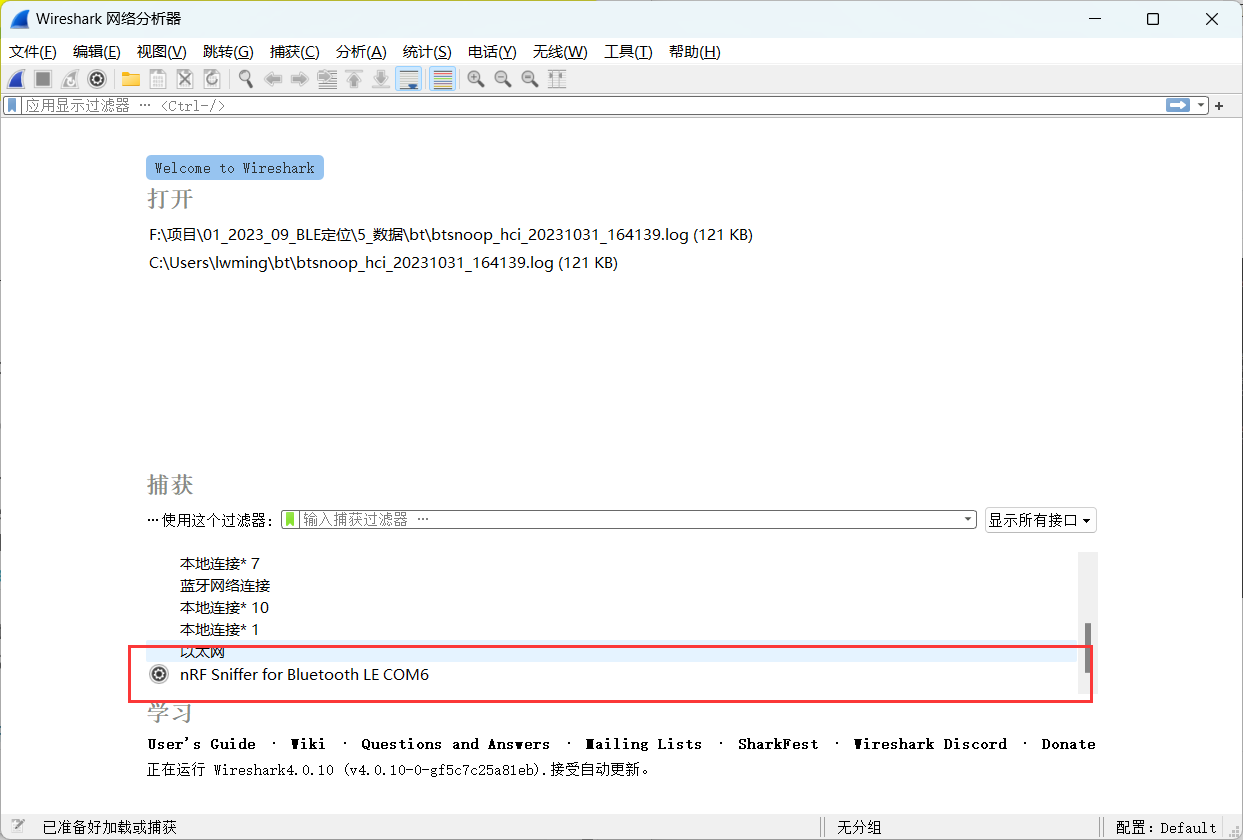 Wireshark 网络分析器
文件(F) 编辑(E) 视图(V) 跳转(G) 捕获(C) 分析(A) 统计(S) 电话(Y) 无线(W) 工具(T) 帮助(H)
应用显示过滤器 … <Ctrl-/> +
Welcome to Wireshark
打开
F:\项目\01_2023_09_BLE定位\5_数据\bt\btsnoop_hci_20231031_164139.log (121 KB)
C:\Users\lwming\bt\btsnoop_hci_20231031_164139.log (121 KB)
捕获
…使用这个过滤器: 输入捕获过滤器 … 显示所有接口
本地连接* 7
蓝牙网络连接
本地连接* 10
本地连接* 1
以太网
nRF Sniffer for Bluetooth LE COM6
学习
User's Guide · Wiki · Questions and Answers · Mailing Lists · SharkFest · Wireshark Discord · Donate
正在运行 Wireshark4.0.10 (v4.0.10-0-gf5c7c25a81eb).接受自动更新。
已准备好加载或捕获 无分组 配置：Default